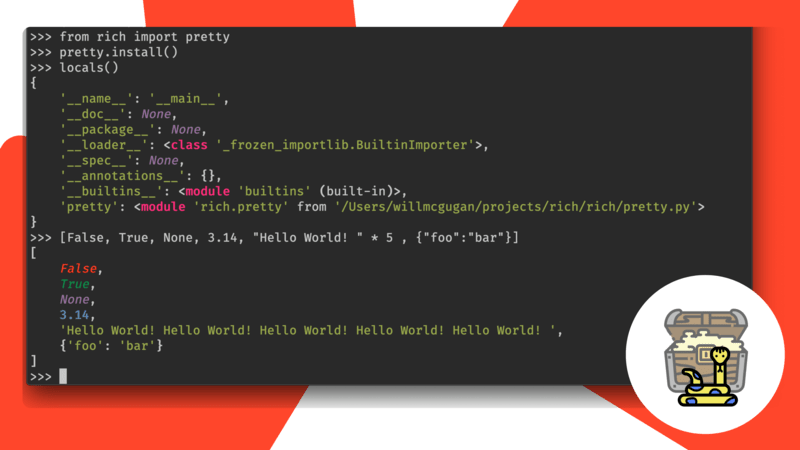 >>> from rich import pretty
>>> pretty.install()
>>> locals()
{
    '__name__': '__main__',
    '__doc__': None,
    '__package__': None,
    '__loader__': <class '_frozen_importlib.BuiltinImporter'>,
    '__spec__': None,
    '__annotations__': {},
    '__builtins__': <module 'builtins' (built-in)>,
    'pretty': <module 'rich.pretty' from '/Users/willmcgugan/projects/rich/rich/pretty.py'>
}
>>> [False, True, None, 3.14, "Hello World! " * 5 , {"foo":"bar"}]
[
    False,
    True,
    None,
    3.14,
    'Hello World! Hello World! Hello World! Hello World! Hello World! ',
    {'foo': 'bar'}
]
>>>